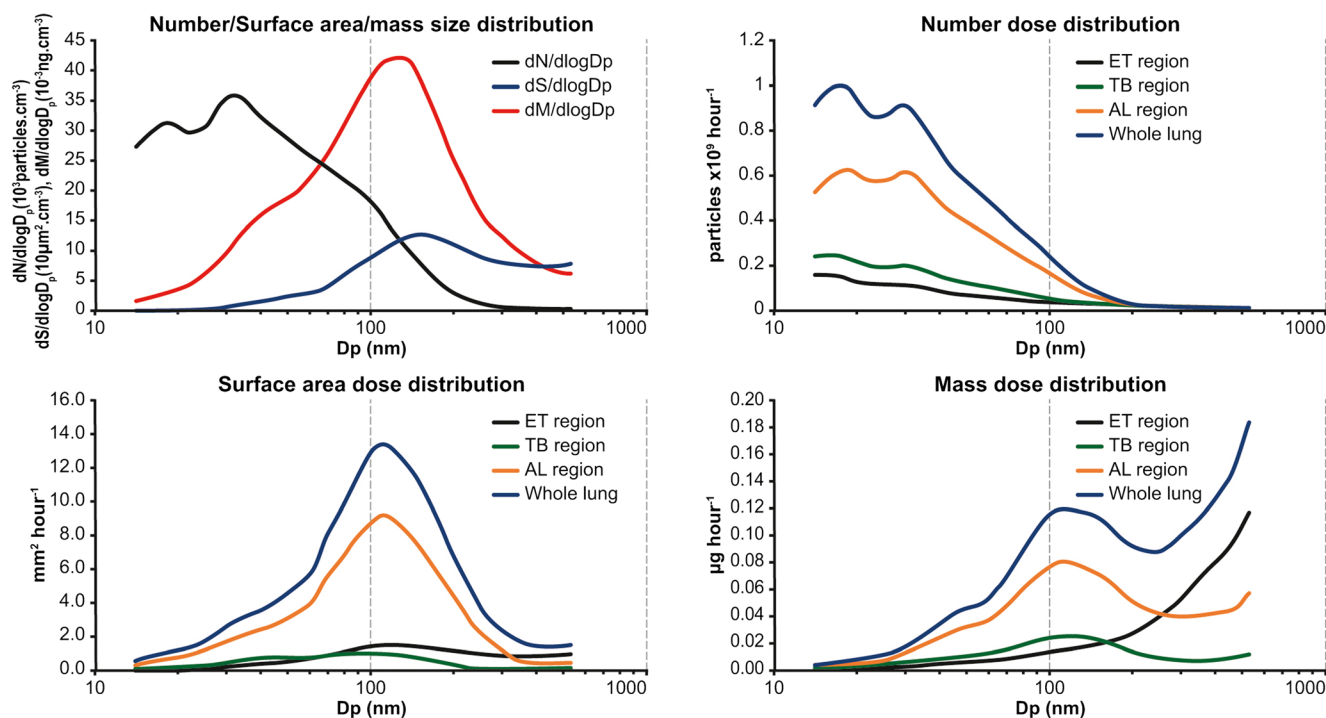 Number/Surface area/mass size distribution
dN/dlogDp(10³particles.cm⁻³)
dS/dlogDp(10μm².cm⁻³), dM/dlogDp(10⁻³ng.cm⁻³)
45
40
35
30
25
20
15
10
5
0
dN/dlogDp
dS/dlogDp
dM/dlogDp
10
100
1000
Dp (nm)
Number dose distribution
particles x10⁹ hour⁻¹
1.2
1
0.8
0.6
0.4
0.2
0
ET region
TB region
AL region
Whole lung
10
100
1000
Dp (nm)
Surface area dose distribution
mm² hour⁻¹
16.0
14.0
12.0
10.0
8.0
6.0
4.0
2.0
0.0
ET region
TB region
AL region
Whole lung
10
100
1000
Dp (nm)
Mass dose distribution
μg hour⁻¹
0.20
0.18
0.16
0.14
0.12
0.10
0.08
0.06
0.04
0.02
0.00
ET region
TB region
AL region
Whole lung
10
100
1000
Dp (nm)